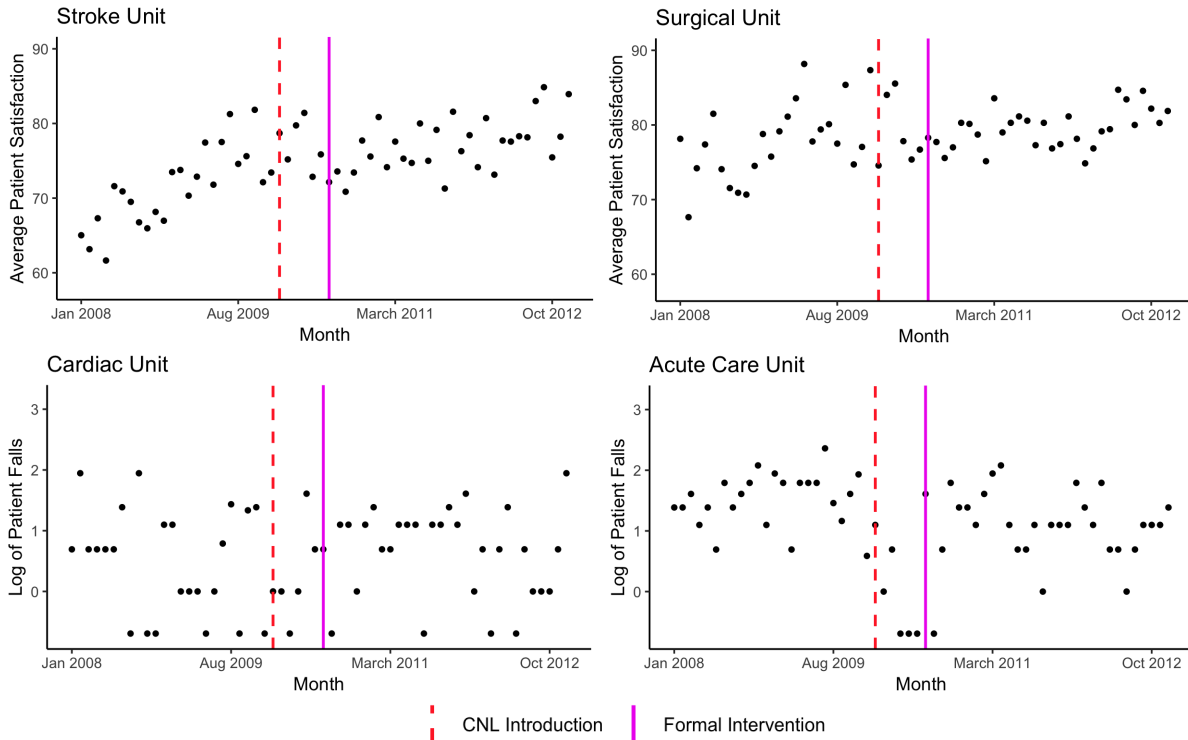 Stroke Unit
Average Patient Satisfaction
90
80
70
60
Jan 2008 Aug 2009 March 2011 Oct 2012
Month
Surgical Unit
Average Patient Satisfaction
90
80
70
60
Jan 2008 Aug 2009 March 2011 Oct 2012
Month
Cardiac Unit
Log of Patient Falls
3
2
1
0
Jan 2008 Aug 2009 March 2011 Oct 2012
Month
Acute Care Unit
Log of Patient Falls
3
2
1
0
Jan 2008 Aug 2009 March 2011 Oct 2012
Month
CNL Introduction Formal Intervention